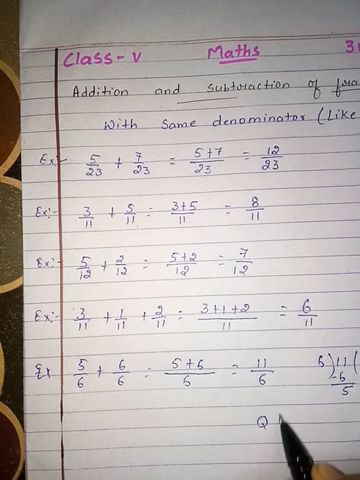 Class-V Maths 3
Addition and subtraction of fra
With same denominator (Like
Ex:- 5/23 + 7/23 = 5+7/23 = 12/23
Ex:- 3/11 + 5/11 = 3+5/11 = 8/11
Ex:- 5/12 + 2/12 = 5+2/12 = 7/12
Ex:- 3/11 + 1/11 + 2/11 = 3+1+2/11 = 6/11
Ex 5/6 + 6/6 = 5+6/6 = 11/6 6)11(
-6
5
Q